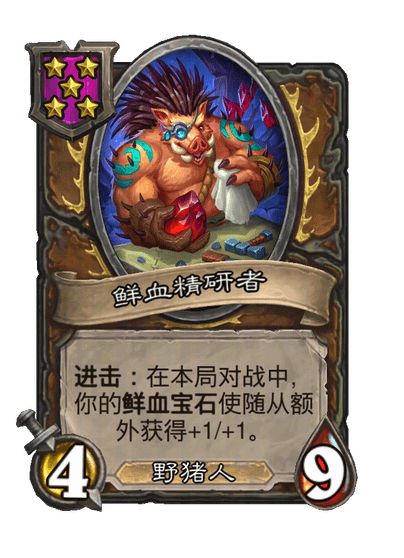 鲜血精研者
进击：在本局对战中，
你的鲜血宝石使随从额
外获得+1/+1。
4
野猪人
9